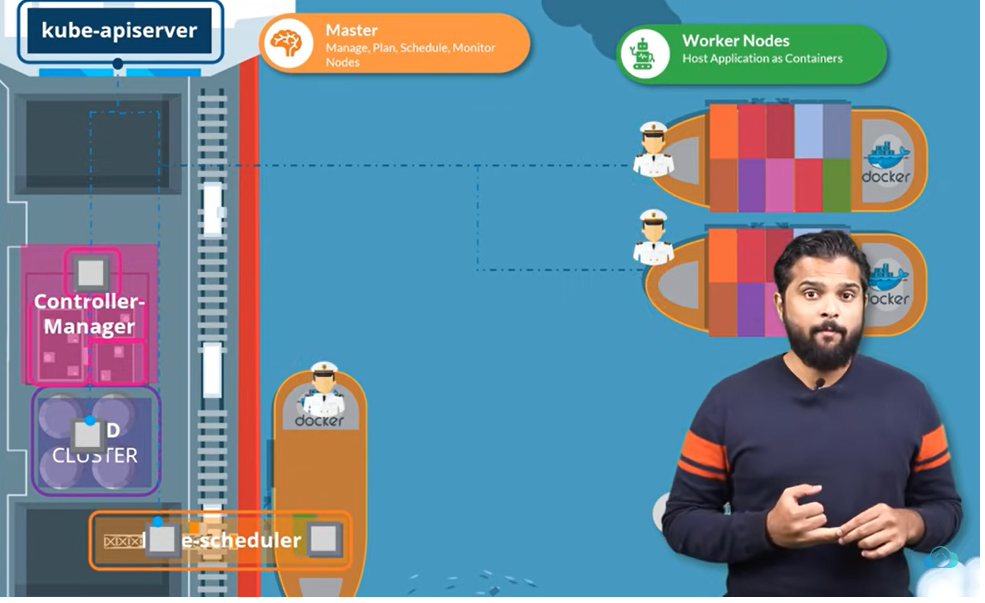 kube-apiserver
Master
Manage, Plan, Schedule, Monitor
Nodes
Worker Nodes
Host Application as Containers
docker
docker
Controller-
Manager
docker
CLUSTER
e-scheduler